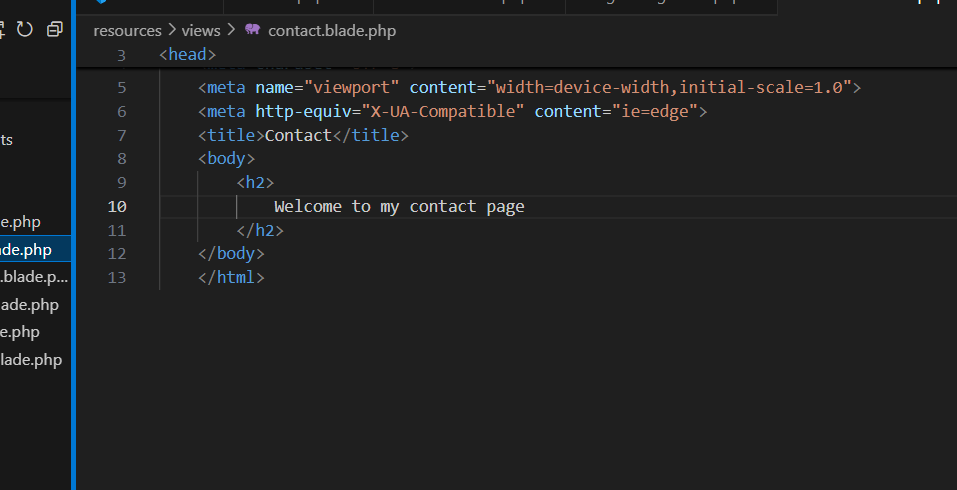 resources > views > contact.blade.php
3 <head>
5 <meta name="viewport" content="width=device-width,initial-scale=1.0">
6 <meta http-equiv="X-UA-Compatible" content="ie=edge">
ts
7 <title>Contact</title>
8 <body>
9 <h2>
10 Welcome to my contact page
e.php
11 </h2>
ade.php
12 </body>
.blade.p...
13 </html>
ade.php
e.php
lade.php